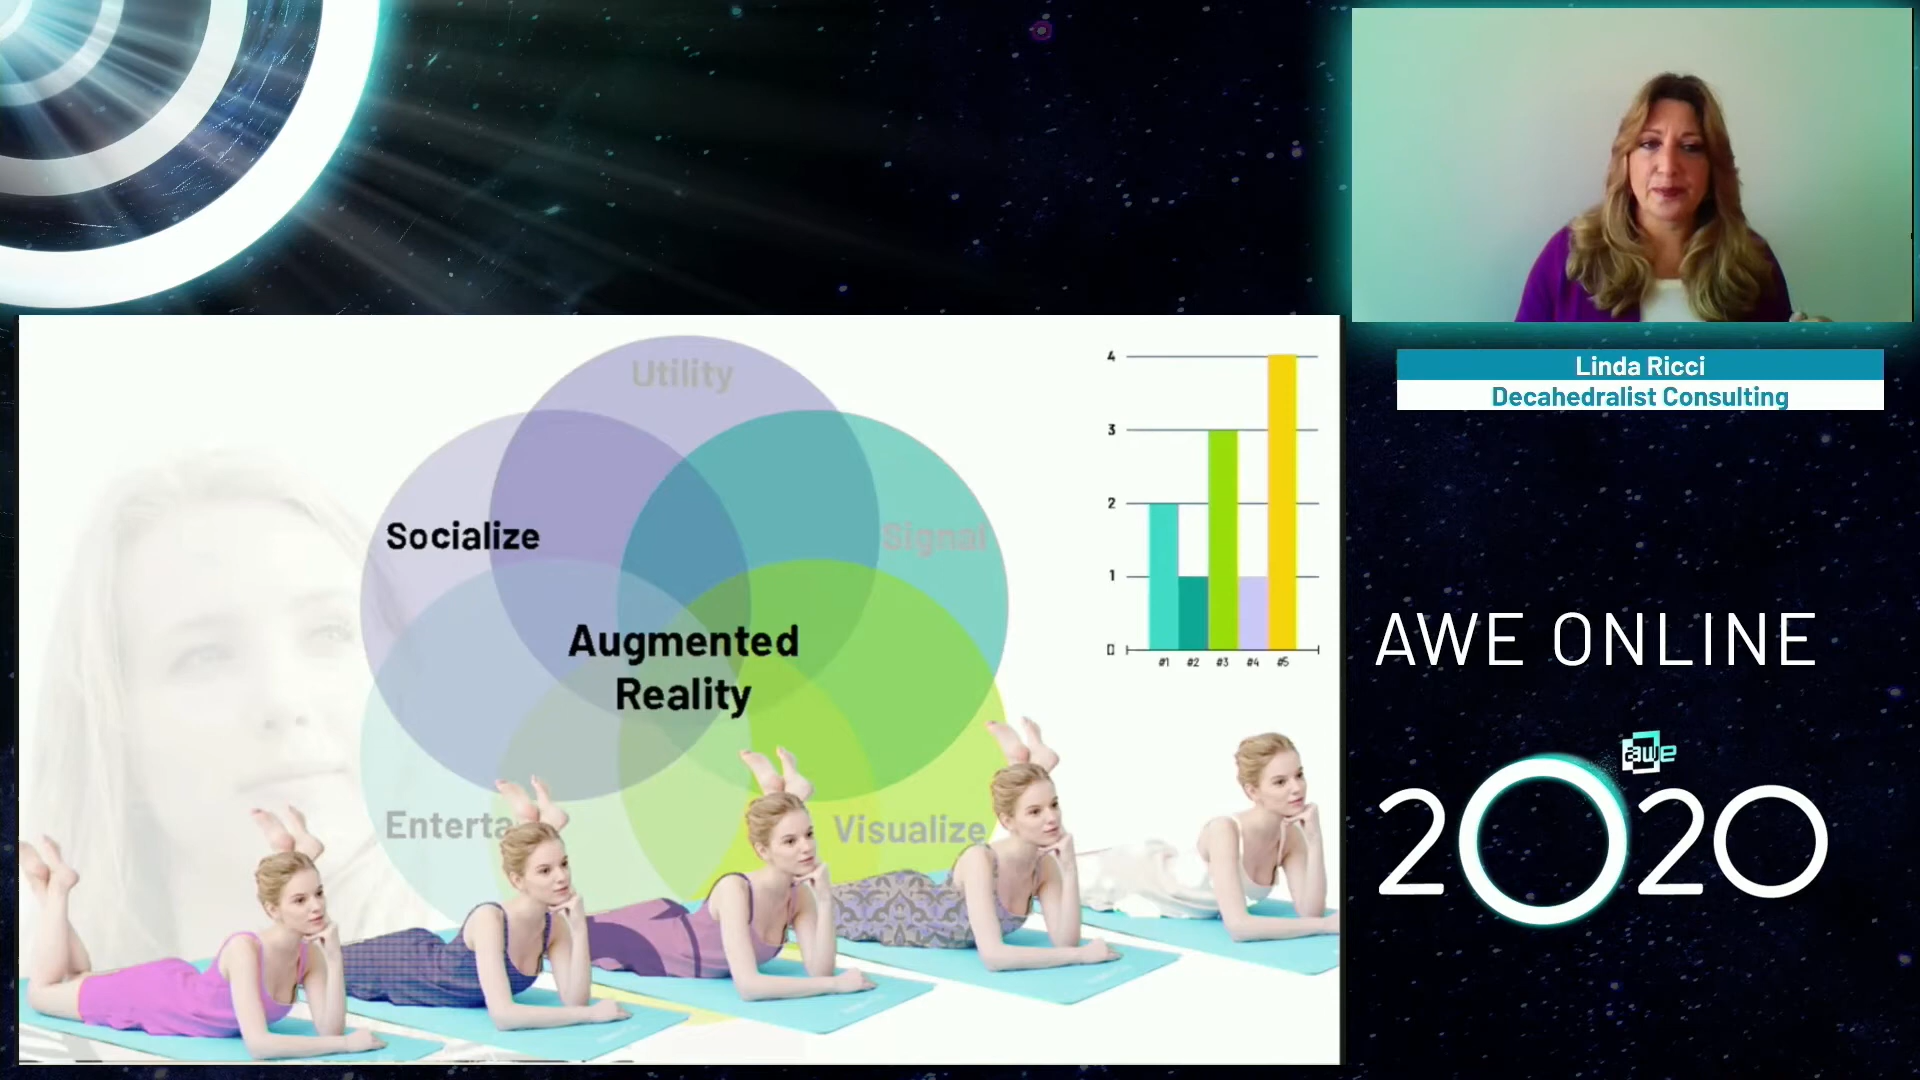 Utility
Socialize
Signal
Augmented
Reality
Enterta
Visualize
4
3
2
1
0
#1 #2 #3 #4 #5
Linda Ricci
Decahedralist Consulting
AWE ONLINE
awe
2020